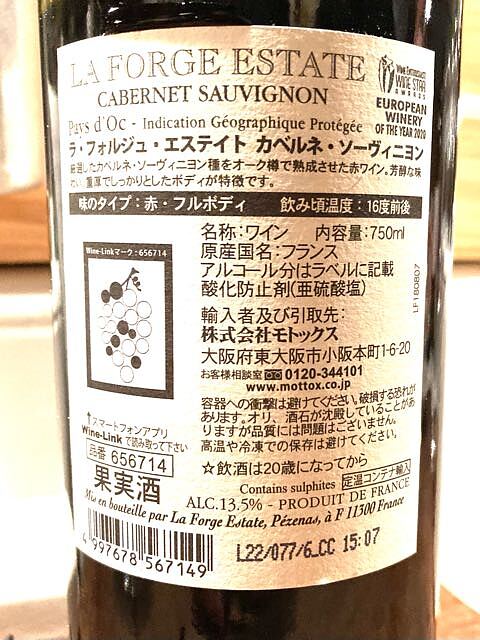 LA FORGE ESTATE
CABERNET SAUVIGNON
WINE ENTHUSIAST
WINE STAR
AWARDS
EUROPEAN
WINERY
OF THE YEAR 2020
Pays d'Oc - Indication Géographique Protégée
ラ・フォルジュ・エステイト カベルネ・ソーヴィニヨン
厳選したカベルネ・ソーヴィニヨン種をオーク樽で熟成させた赤ワイン。芳醇な味
わい、重厚でしっかりとしたボディが特徴です。
味のタイプ:赤・フルボディ 飲み頃温度:16度前後
Wine-Linkマーク:656714
↑スマートフォンアプリ
Wine-Link で読み取って下さい
品番 656714
果実酒
名称:ワイン 内容量:750ml
原産国名:フランス
アルコール分はラベルに記載
酸化防止剤(亜硫酸塩)
輸入者及び引取先:
株式会社モトックス
大阪府東大阪市小阪本町1-6-20
お客様相談室 0120-344101
www.mottox.co.jp
容器への衝撃は避けてください。破損する恐れが
あります。オリ、酒石が沈殿していることがあ
りますが品質には問題はございません。
高温や冷凍での保存は避けてください。
☆飲酒は20歳になってから
LF180807
Contains sulphites 定温コンテナ輸入
ALC.13.5% - PRODUIT DE FRANCE
Mis en bouteille par La Forge Estate, Pézenas, à F 11300 France
4 997678 567149
L22/077/6_CC 15:07